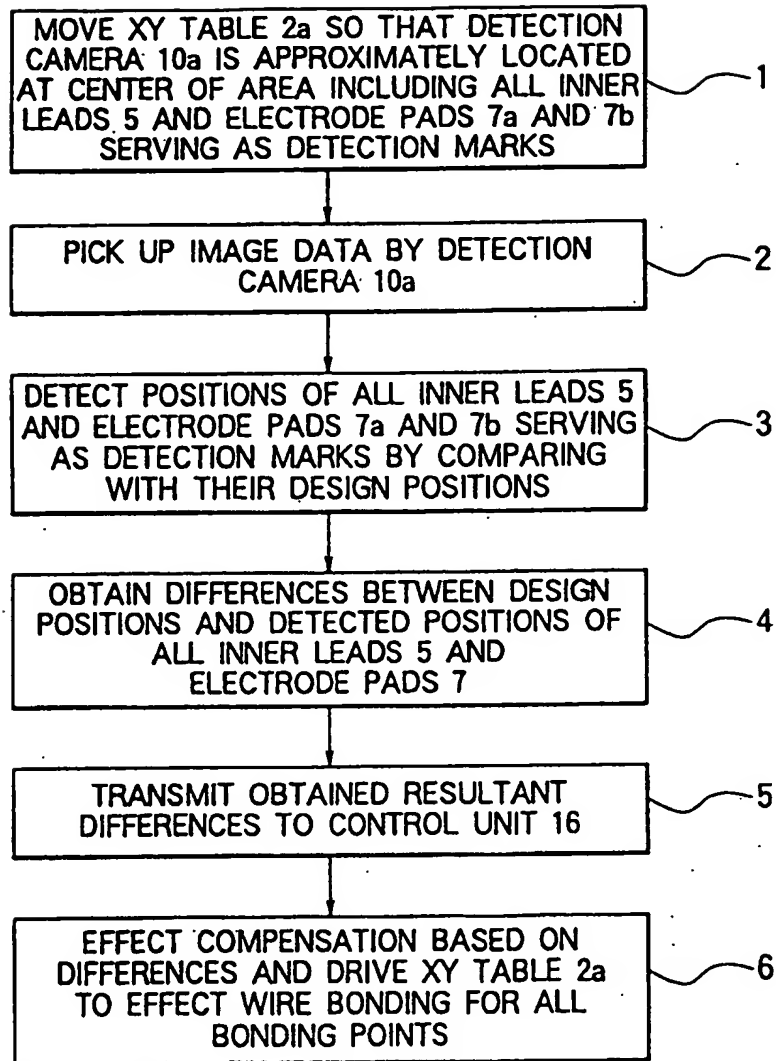 MOVE XY TABLE 2a SO THAT DETECTION
CAMERA 10a IS APPROXIMATELY LOCATED
AT CENTER OF AREA INCLUDING ALL INNER
LEADS 5 AND ELECTRODE PADS 7a AND 7b
SERVING AS DETECTION MARKS
1
PICK UP IMAGE DATA BY DETECTION
CAMERA 10a
2
DETECT POSITIONS OF ALL INNER LEADS 5
AND ELECTRODE PADS 7a AND 7b SERVING
AS DETECTION MARKS BY COMPARING
WITH THEIR DESIGN POSITIONS
3
OBTAIN DIFFERENCES BETWEEN DESIGN
POSITIONS AND DETECTED POSITIONS OF
ALL INNER LEADS 5 AND
ELECTRODE PADS 7
4
TRANSMIT OBTAINED RESULTANT
DIFFERENCES TO CONTROL UNIT 16
5
EFFECT COMPENSATION BASED ON
DIFFERENCES AND DRIVE XY TABLE 2a
TO EFFECT WIRE BONDING FOR ALL
BONDING POINTS
6